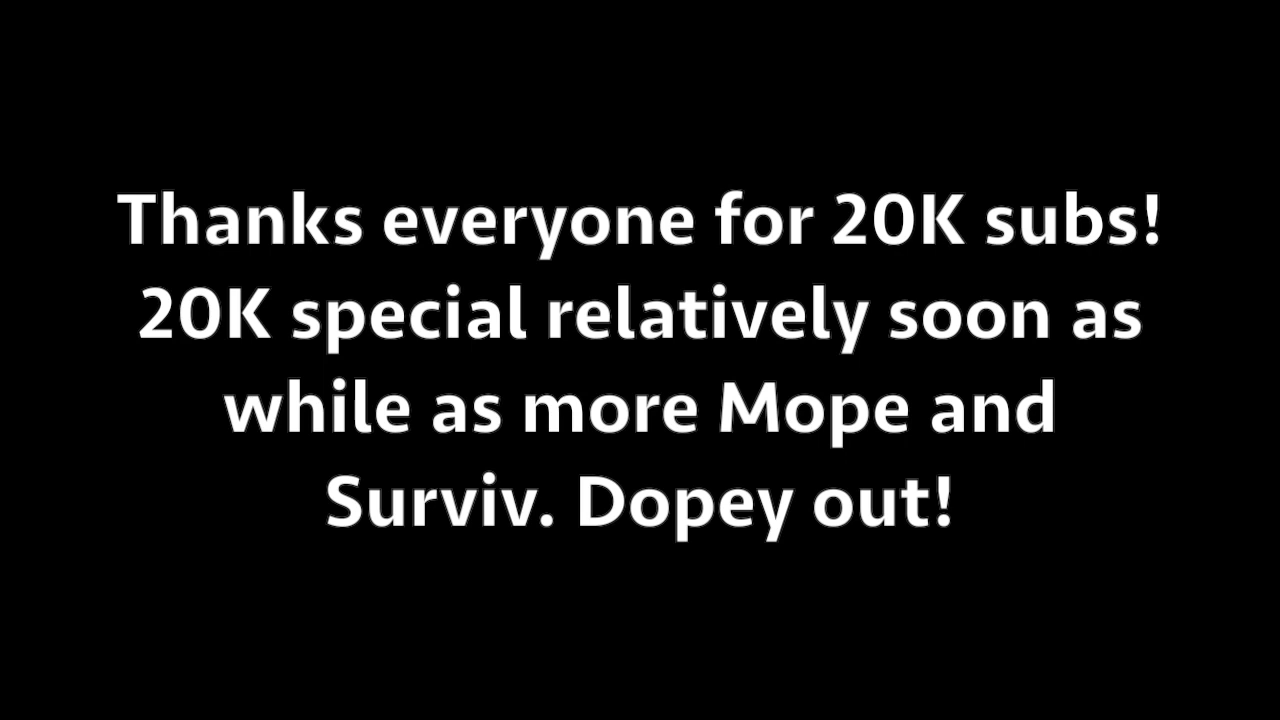 Thanks everyone for 20K subs!
20K special relatively soon as
while as more Mope and
Surviv. Dopey out!